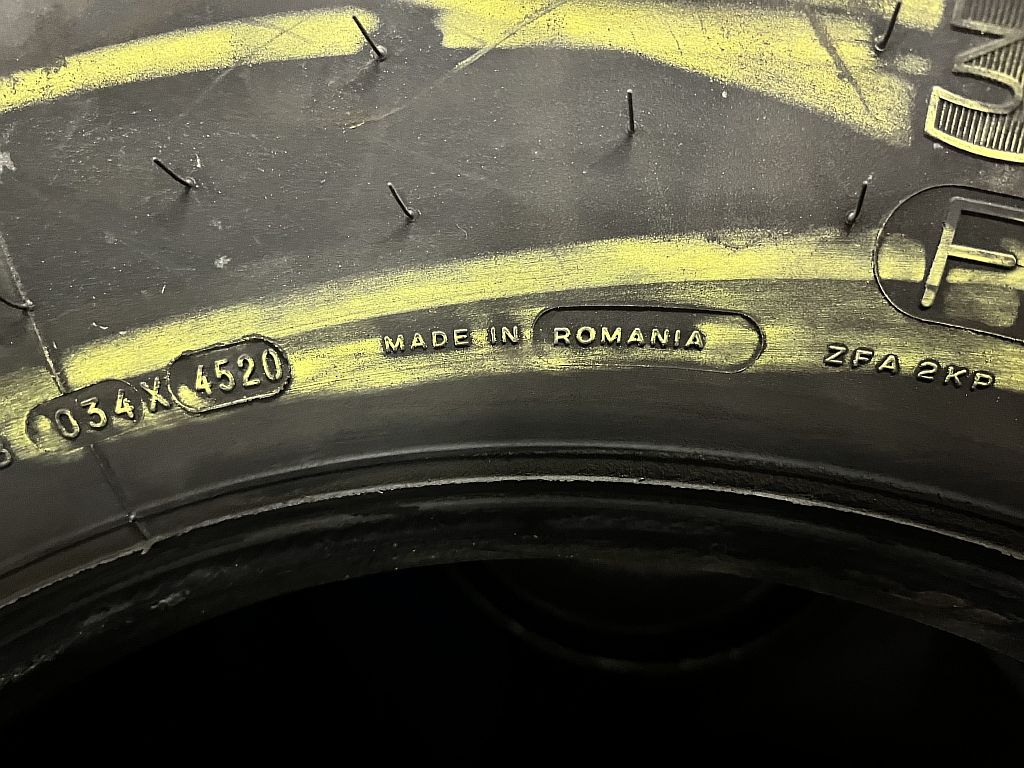 034X 4520
MADE IN ROMANIA
ZFA 2KP
F